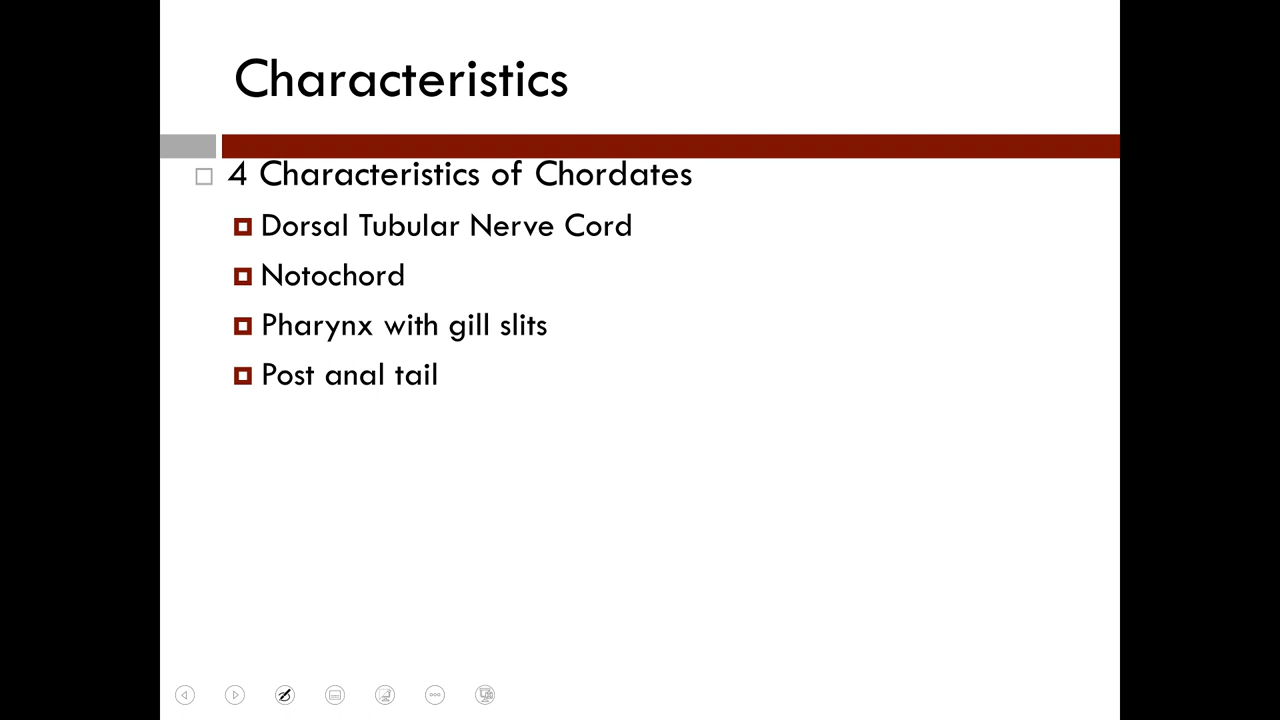 Characteristics
4 Characteristics of Chordates
Dorsal Tubular Nerve Cord
Notochord
Pharynx with gill slits
Post anal tail